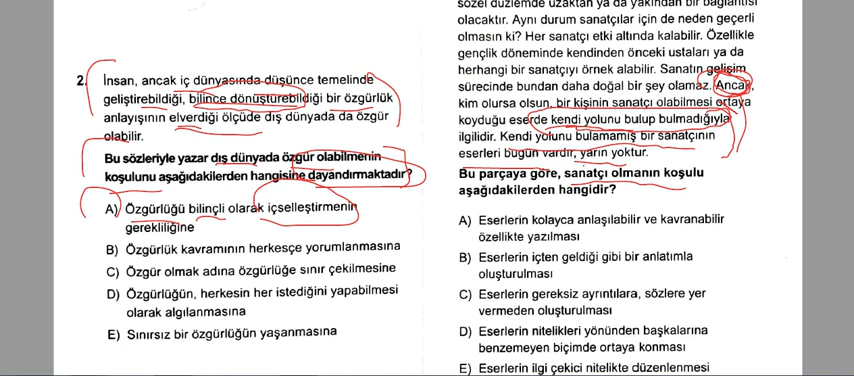 2. İnsan, ancak iç dünyasında düşünce temelinde
geliştirebildiği, bilince dönüştürebildiği bir özgürlük
anlayışının elverdiği ölçüde dış dünyada da özgür
olabilir.
Bu sözleriyle yazar dış dünyada özgür olabilmenin
koşulunu aşağıdakilerden hangisine dayandırmaktadır?
A) Özgürlüğü bilinçli olarak içselleştirmenin
gerekliliğine
B) Özgürlük kavramının herkesçe yorumlanmasına
C) Özgür olmak adına özgürlüğe sınır çekilmesine
D) Özgürlüğün, herkesin her istediğini yapabilmesi
olarak algılanmasına
E) Sınırsız bir özgürlüğün yaşanmasına
sözel düzlemde uzaktan ya da yakından bir bağlantısı
olacaktır. Aynı durum sanatçılar için de neden geçerli
olmasın ki? Her sanatçı etki altında kalabilir. Özellikle
gençlik döneminde kendinden önceki ustaları ya da
herhangi bir sanatçıyı örnek alabilir. Sanatın gelişim
sürecinde bundan daha doğal bir şey olamaz. Ancak,
kim olursa olsun, bir kişinin sanatçı olabilmesi ortaya
koyduğu eserde kendi yolunu bulup bulmadığıyla
ilgilidir. Kendi yolunu bulamamış bir sanatçının
eserleri bugün vardır, yarın yoktur.
Bu parçaya göre, sanatçı olmanın koşulu
aşağıdakilerden hangidir?
A) Eserlerin kolayca anlaşılabilir ve kavranabilir
özellikte yazılması
B) Eserlerin içten geldiği gibi bir anlatımla
oluşturulması
C) Eserlerin gereksiz ayrıntılara, sözlere yer
vermeden oluşturulması
D) Eserlerin nitelikleri yönünden başkalarına
benzemeyen biçimde ortaya konması
E) Eserlerin ilgi çekici nitelikte düzenlenmesi